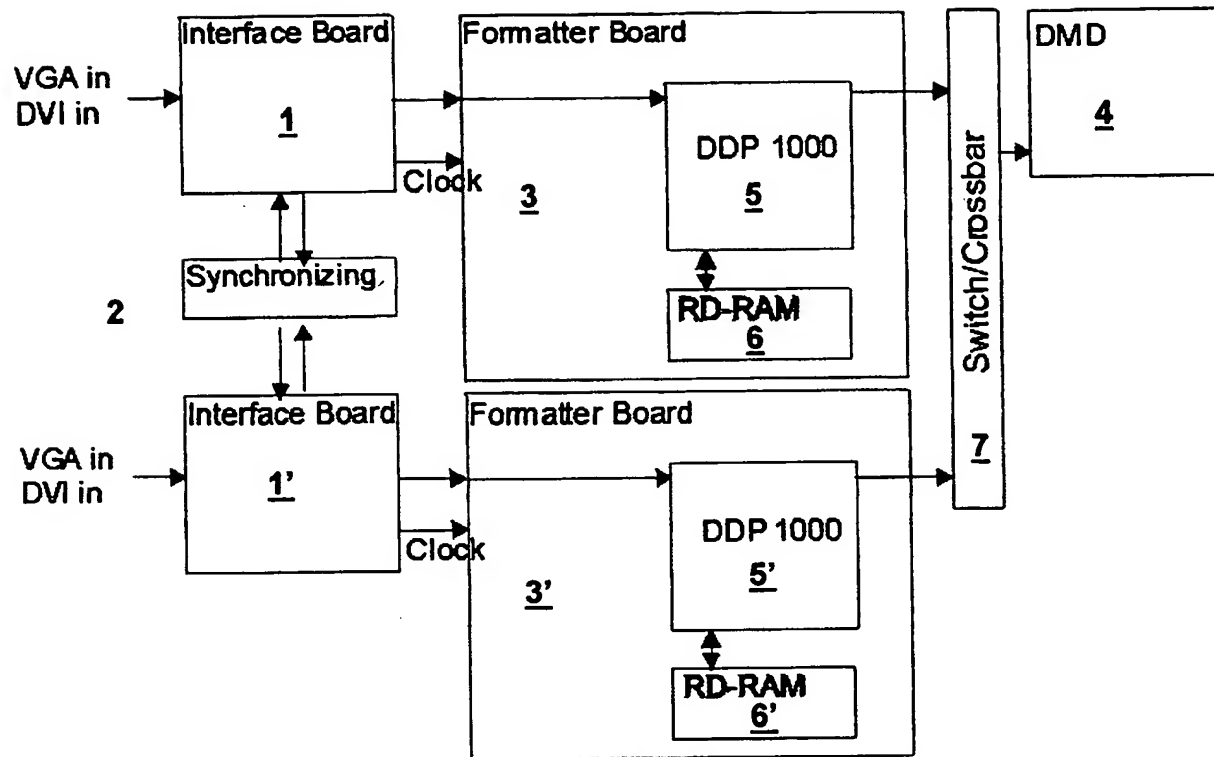 Interface Board
Formatter Board
DMD
VGA in
DVI in
1
DDP 1000
4
Clock
3
5
Switch/Crossbar
Synchronizing
2
RD-RAM
6
Interface Board
Formatter Board
7
VGA in
DVI in
1'
DDP 1000
Clock
3'
5'
RD-RAM
6'